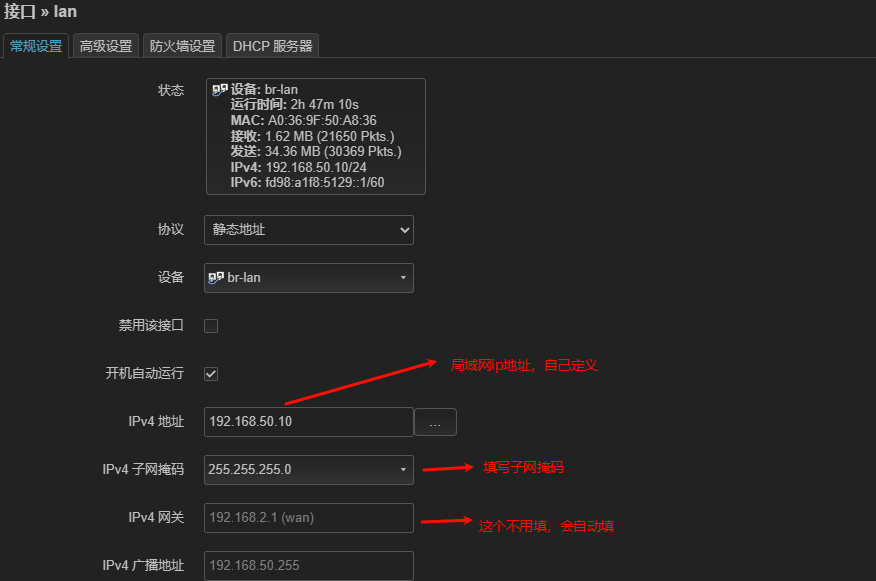 接口 » lan
常规设置 高级设置 防火墙设置 DHCP 服务器
状态
设备: br-lan
运行时间: 2h 47m 10s
MAC: A0:36:9F:50:A8:36
接收: 1.62 MB (21650 Pkts.)
发送: 34.36 MB (30369 Pkts.)
IPv4: 192.168.50.10/24
IPv6: fd98:a1f8:5129::1/60
协议 静态地址
设备 br-lan
禁用该接口
开机自动运行
局域网ip地址，自己定义
IPv4 地址 192.168.50.10 ...
IPv4 子网掩码 255.255.255.0 填写子网掩码
IPv4 网关 192.168.2.1 (wan) 这个不用填，会自动填
IPv4 广播地址 192.168.50.255